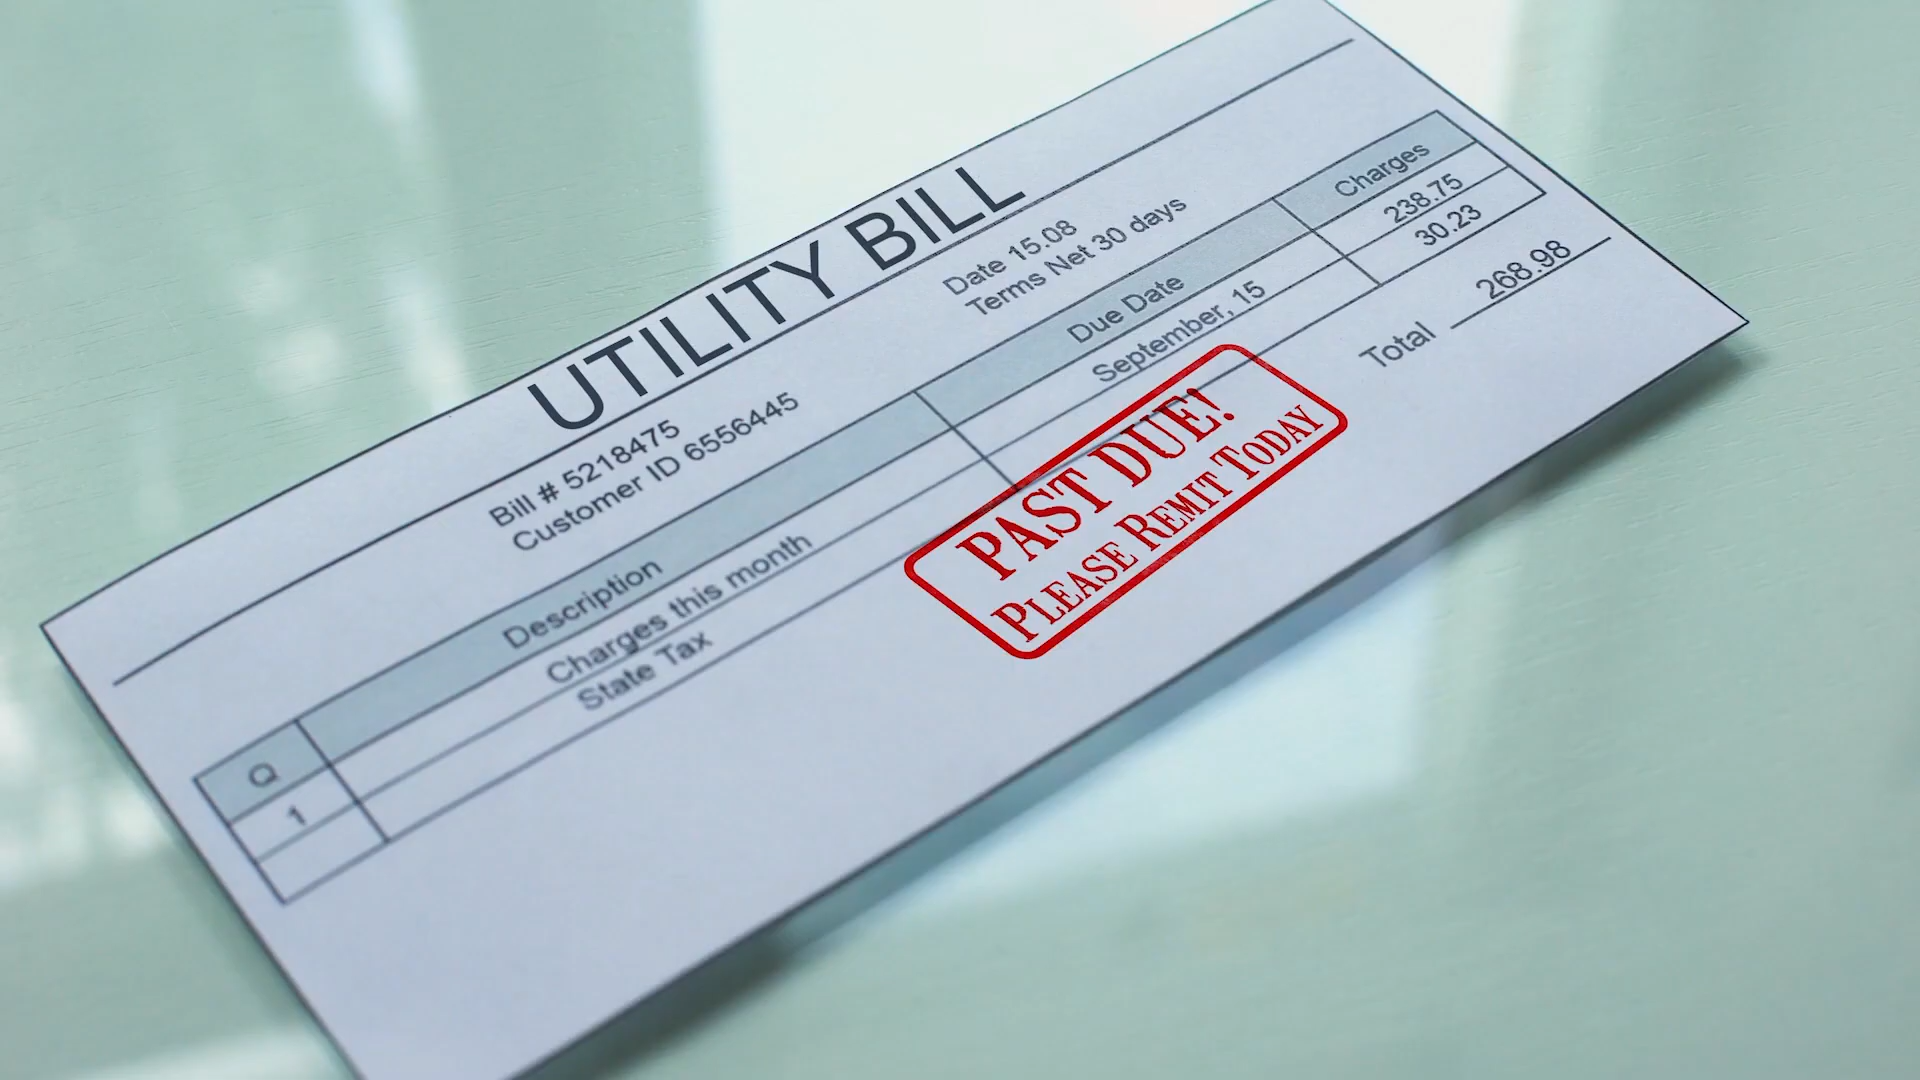 UTILITY BILL
Bill # 5218475
Customer ID 6556445
Date 15.08
Terms Net 30 days
Q Description Due Date Charges
1 Charges this month September, 15 238.75
State Tax 30.23
Total 268.98
PAST DUE!
PLEASE REMIT TODAY